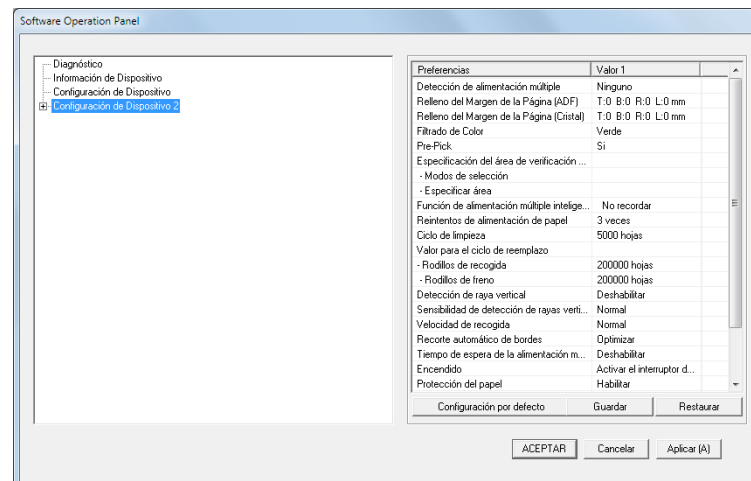 Software Operation Panel
Diagnóstico
Información de Dispositivo
Configuración de Dispositivo
Configuración de Dispositivo 2
Preferencias Valor 1
Detección de alimentación múltiple Ninguno
Relleno del Margen de la Página (ADF) T:0 B:0 R:0 L:0 mm
Relleno del Margen de la Página (Cristal) T:0 B:0 R:0 L:0 mm
Filtrado de Color Verde
Pre-Pick Si
Especificación del área de verificación ...
- Modos de selección
- Especificar área
Función de alimentación múltiple intelige... No recordar
Reintentos de alimentación de papel 3 veces
Ciclo de limpieza 5000 hojas
Valor para el ciclo de reemplazo
- Rodillos de recogida 200000 hojas
- Rodillos de freno 200000 hojas
Detección de raya vertical Deshabilitar
Sensibilidad de detección de rayas verti... Normal
Velocidad de recogida Normal
Recorte automático de bordes Optimizar
Tiempo de espera de la alimentación m... Deshabilitar
Encendido Activar el interruptor d...
Protección del papel Habilitar
Configuración por defecto Guardar Restaurar
ACEPTAR Cancelar Aplicar (A)